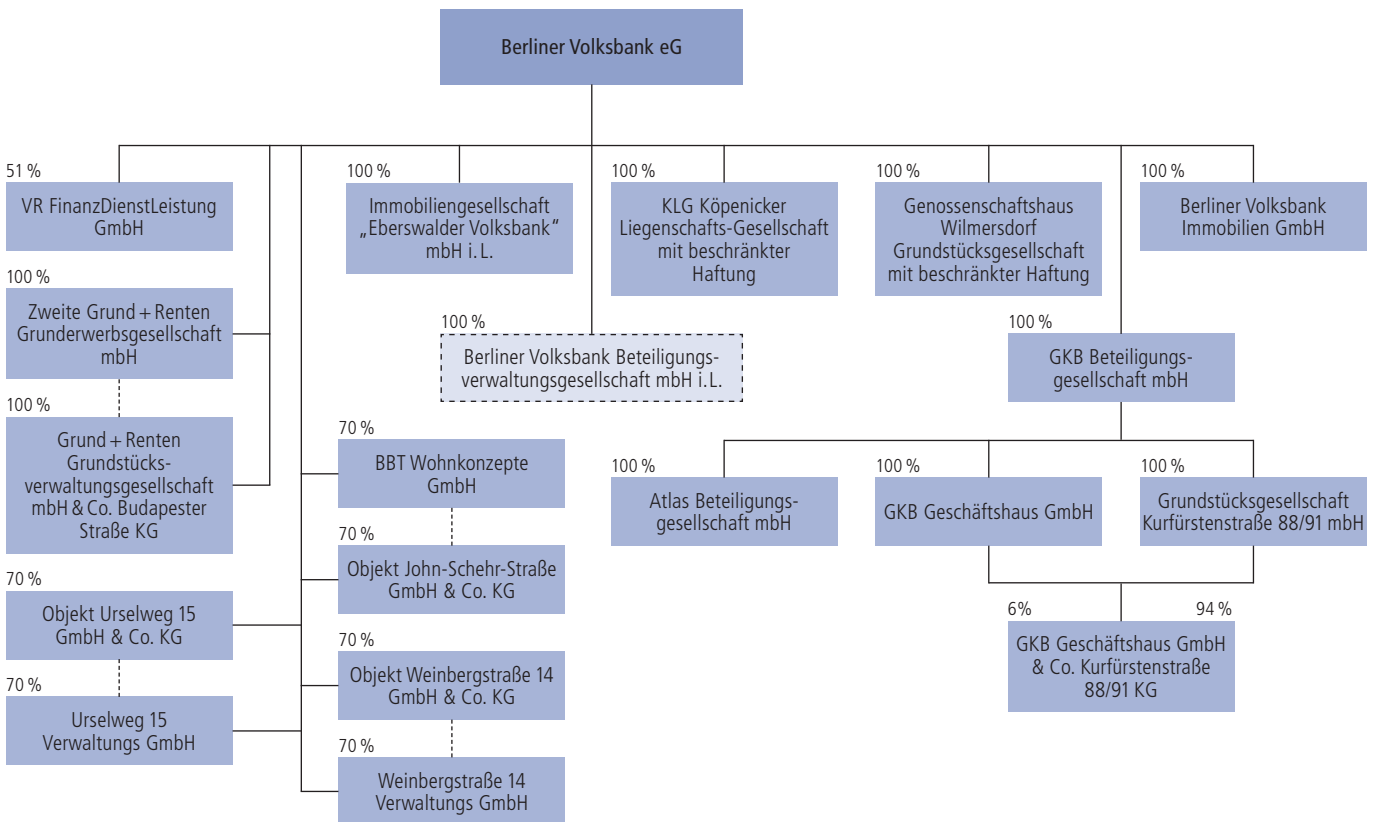 Berliner Volksbank eG
51 %
VR FinanzDienstLeistung
GmbH
100 %
Immobiliengesellschaft
„Eberswalder Volksbank“
mbH i. L.
100 %
KLG Köpenicker
Liegenschafts-Gesellschaft
mit beschränkter
Haftung
100 %
Genossenschaftshaus
Wilmersdorf
Grundstücksgesellschaft
mit beschränkter Haftung
100 %
Berliner Volksbank
Immobilien GmbH
100 %
Zweite Grund + Renten
Grunderwerbsgesellschaft
mbH
100 %
Berliner Volksbank Beteiligungs-
verwaltungsgesellschaft mbH i. L.
100 %
GKB Beteiligungs-
gesellschaft mbH
100 %
Grund + Renten
Grundstücks-
verwaltungsgesellschaft
mbH & Co. Budapester
Straße KG
70 %
BBT Wohnkonzepte
GmbH
100 %
Atlas Beteiligungs-
gesellschaft mbH
100 %
GKB Geschäftshaus GmbH
100 %
Grundstücksgesellschaft
Kurfürstenstraße 88/91 mbH
70 %
Objekt John-Schehr-Straße
GmbH & Co. KG
70 %
Objekt Urselweg 15
GmbH & Co. KG
6 % 94 %
GKB Geschäftshaus GmbH
& Co. Kurfürstenstraße
88/91 KG
70 %
Objekt Weinbergstraße 14
GmbH & Co. KG
70 %
Urselweg 15
Verwaltungs GmbH
70 %
Weinbergstraße 14
Verwaltungs GmbH